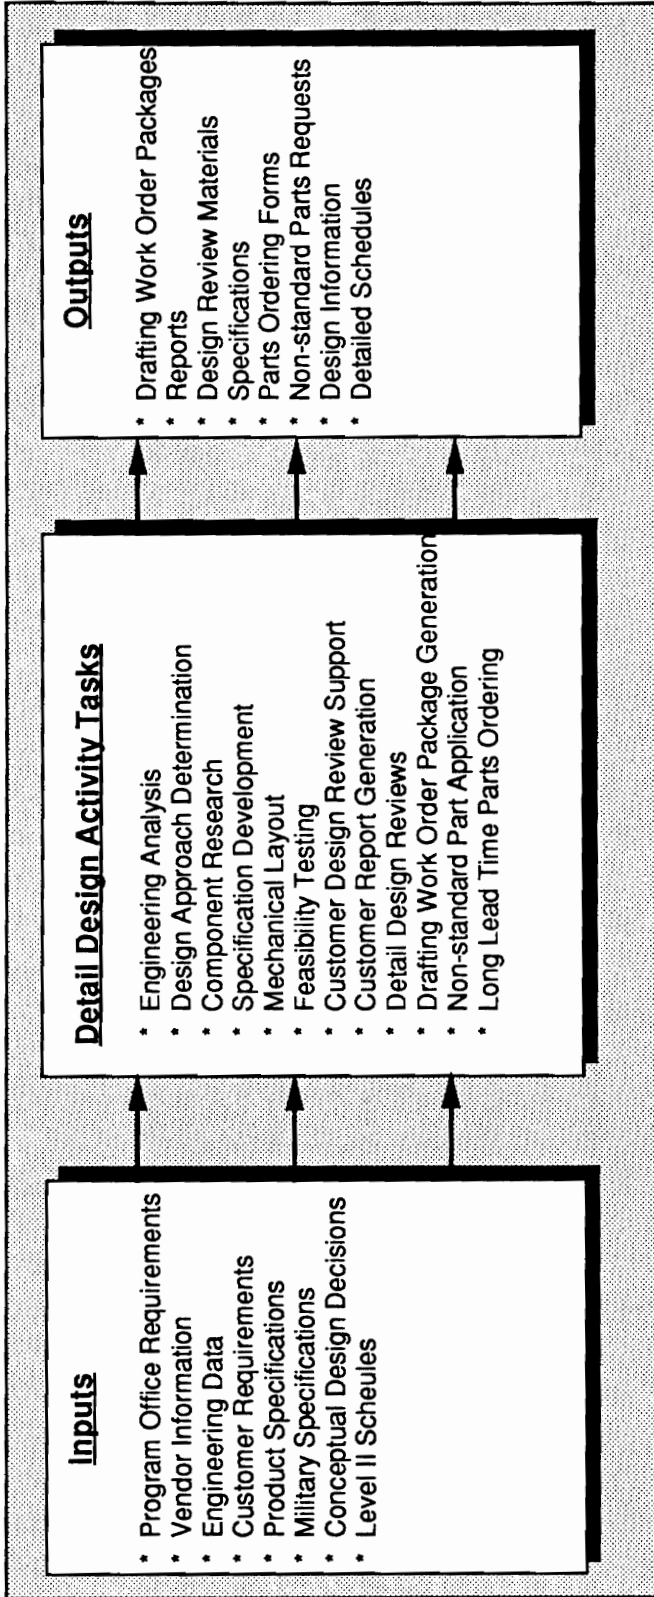 Inputs
* Program Office Requirements
* Vendor Information
* Engineering Data
* Customer Requirements
* Product Specifications
* Military Specifications
* Conceptual Design Decisions
* Level II Scheules
Detail Design Activity Tasks
* Engineering Analysis
* Design Approach Determination
* Component Research
* Specification Development
* Mechanical Layout
* Feasibility Testing
* Customer Design Review Support
* Customer Report Generation
* Detail Design Reviews
* Drafting Work Order Package Generation
* Non-standard Part Application
* Long Lead Time Parts Ordering
Outputs
* Drafting Work Order Packages
* Reports
* Design Review Materials
* Specifications
* Parts Ordering Forms
* Non-standard Parts Requests
* Design Information
* Detailed Schedules